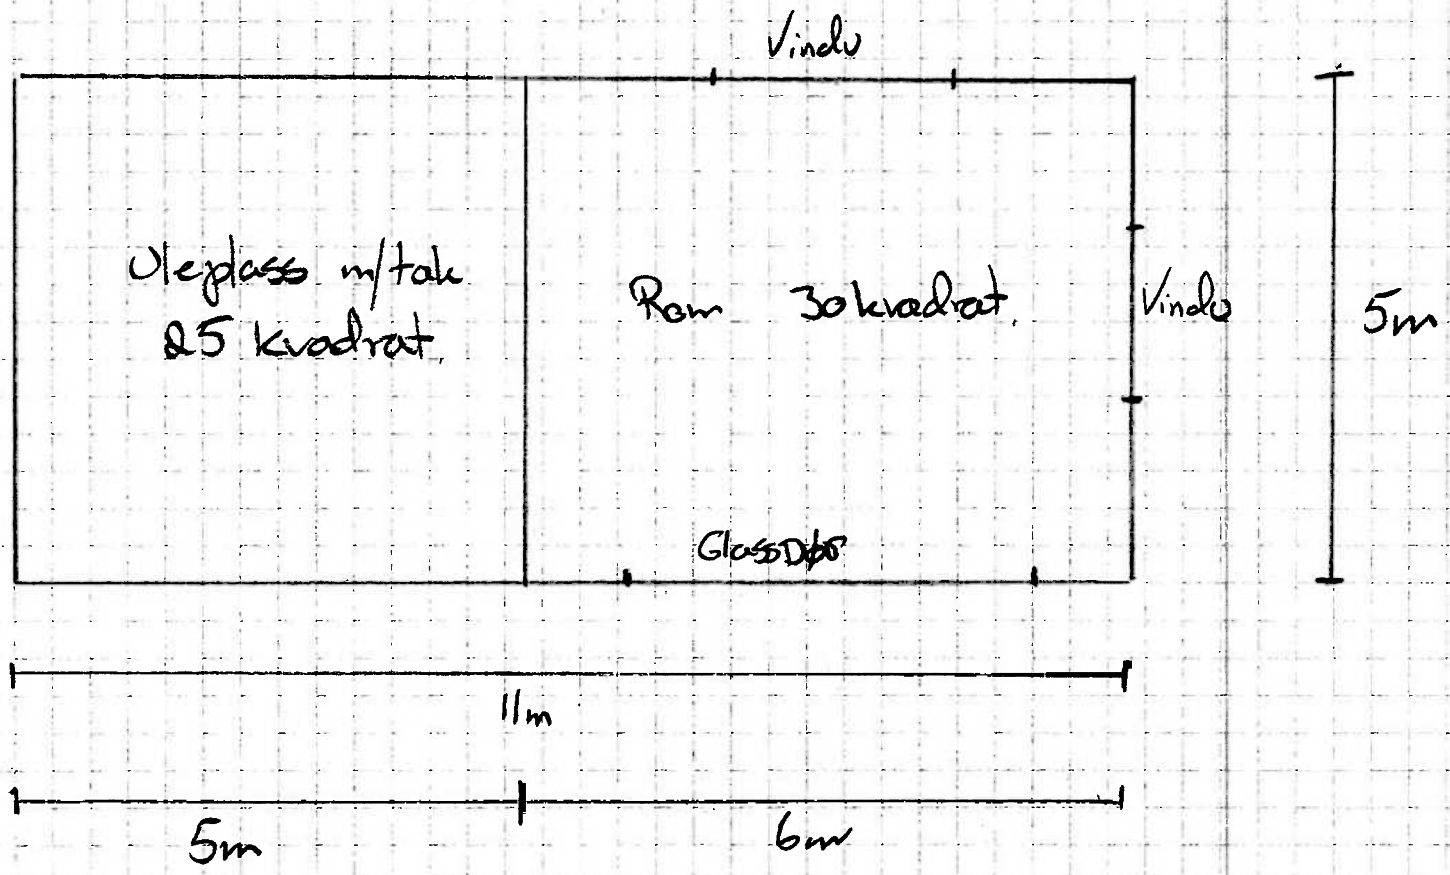 Vindu
Uteplass m/tak
25 kvadrat.
Rom 30 kvadrat.
Vindu
5m
GlassDør
11m
5m
6m